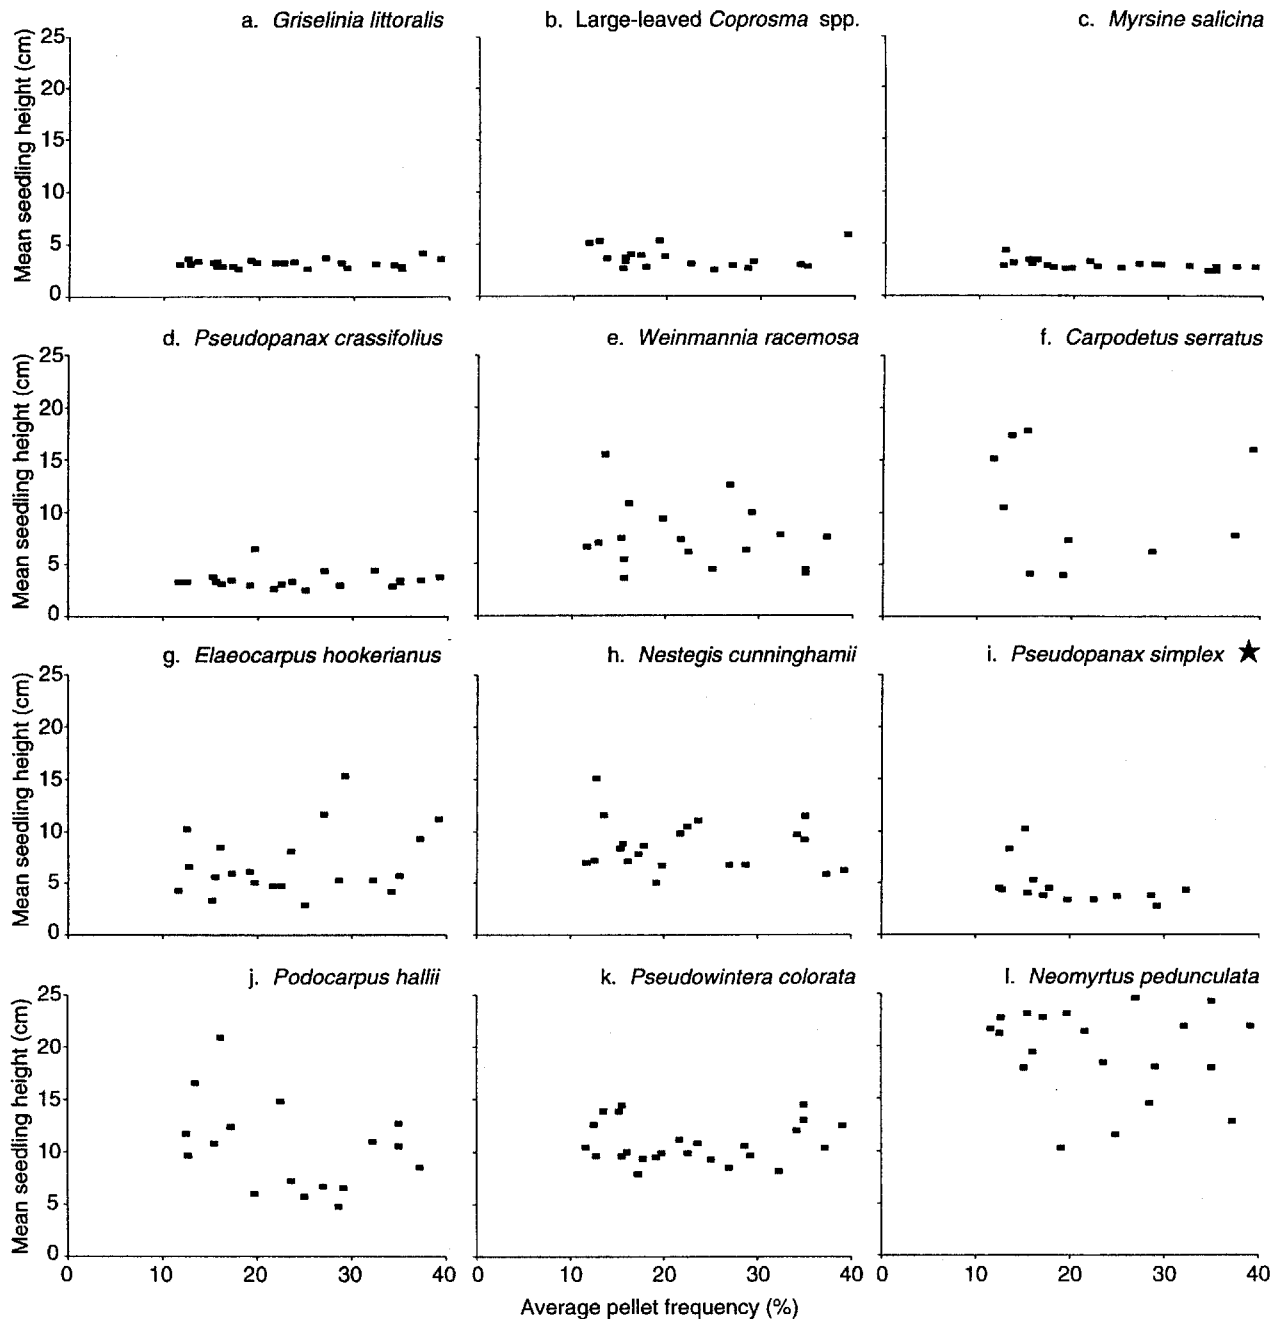 a. Griselinia littoralis
b. Large-leaved Coprosma spp.
c. Myrsine salicina
Mean seedling height (cm)
25
20
15
10
5
0
d. Pseudopanax crassifolius
e. Weinmannia racemosa
f. Carpodetus serratus
Mean seedling height (cm)
25
20
15
10
5
0
g. Elaeocarpus hookerianus
h. Nestegis cunninghamii
i. Pseudopanax simplex ★
Mean seedling height (cm)
25
20
15
10
5
0
j. Podocarpus hallii
k. Pseudowintera colorata
l. Neomyrtus pedunculata
Mean seedling height (cm)
25
20
15
10
5
0
0 10 20 30 40
10 20 30 40
0 10 20 30 40
Average pellet frequency (%)